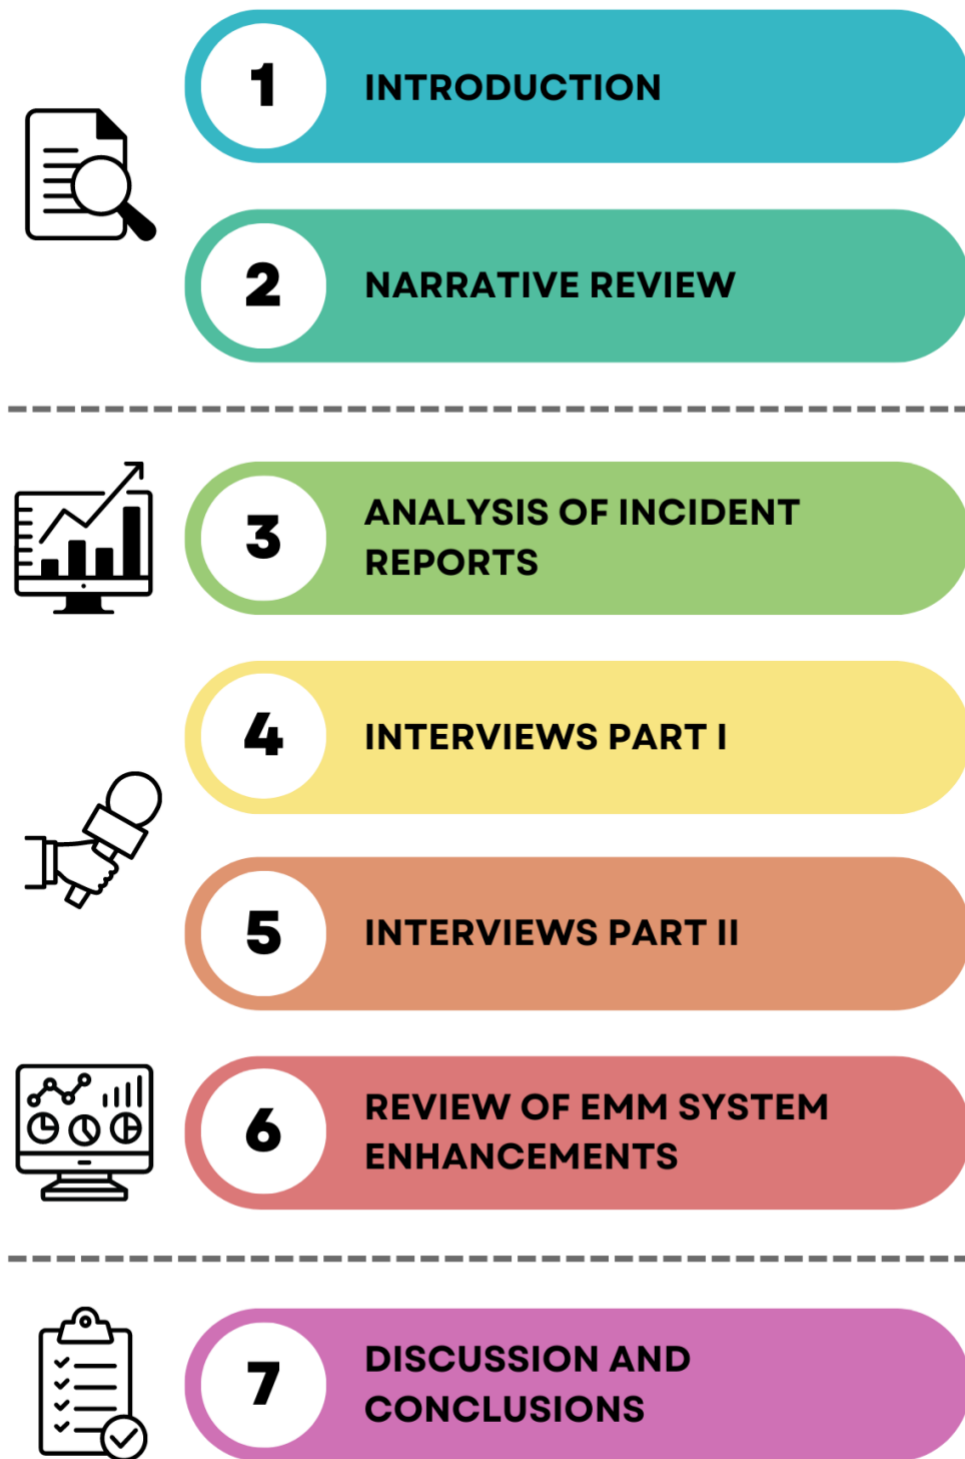 1
INTRODUCTION
2
NARRATIVE REVIEW
3
ANALYSIS OF INCIDENT
REPORTS
4
INTERVIEWS PART I
5
INTERVIEWS PART II
6
REVIEW OF EMM SYSTEM
ENHANCEMENTS
7
DISCUSSION AND
CONCLUSIONS